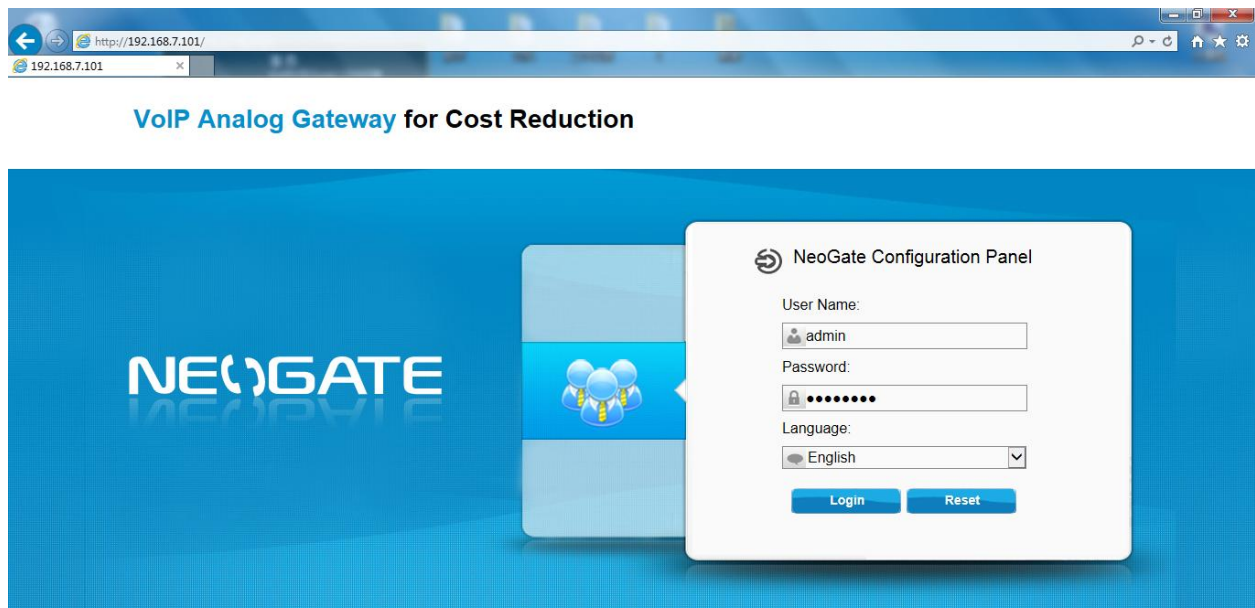 http://192.168.7.101/
192.168.7.101
VoIP Analog Gateway for Cost Reduction
NEOGATE
NeoGate Configuration Panel
User Name:
admin
Password:
••••••••
Language:
English
Login Reset